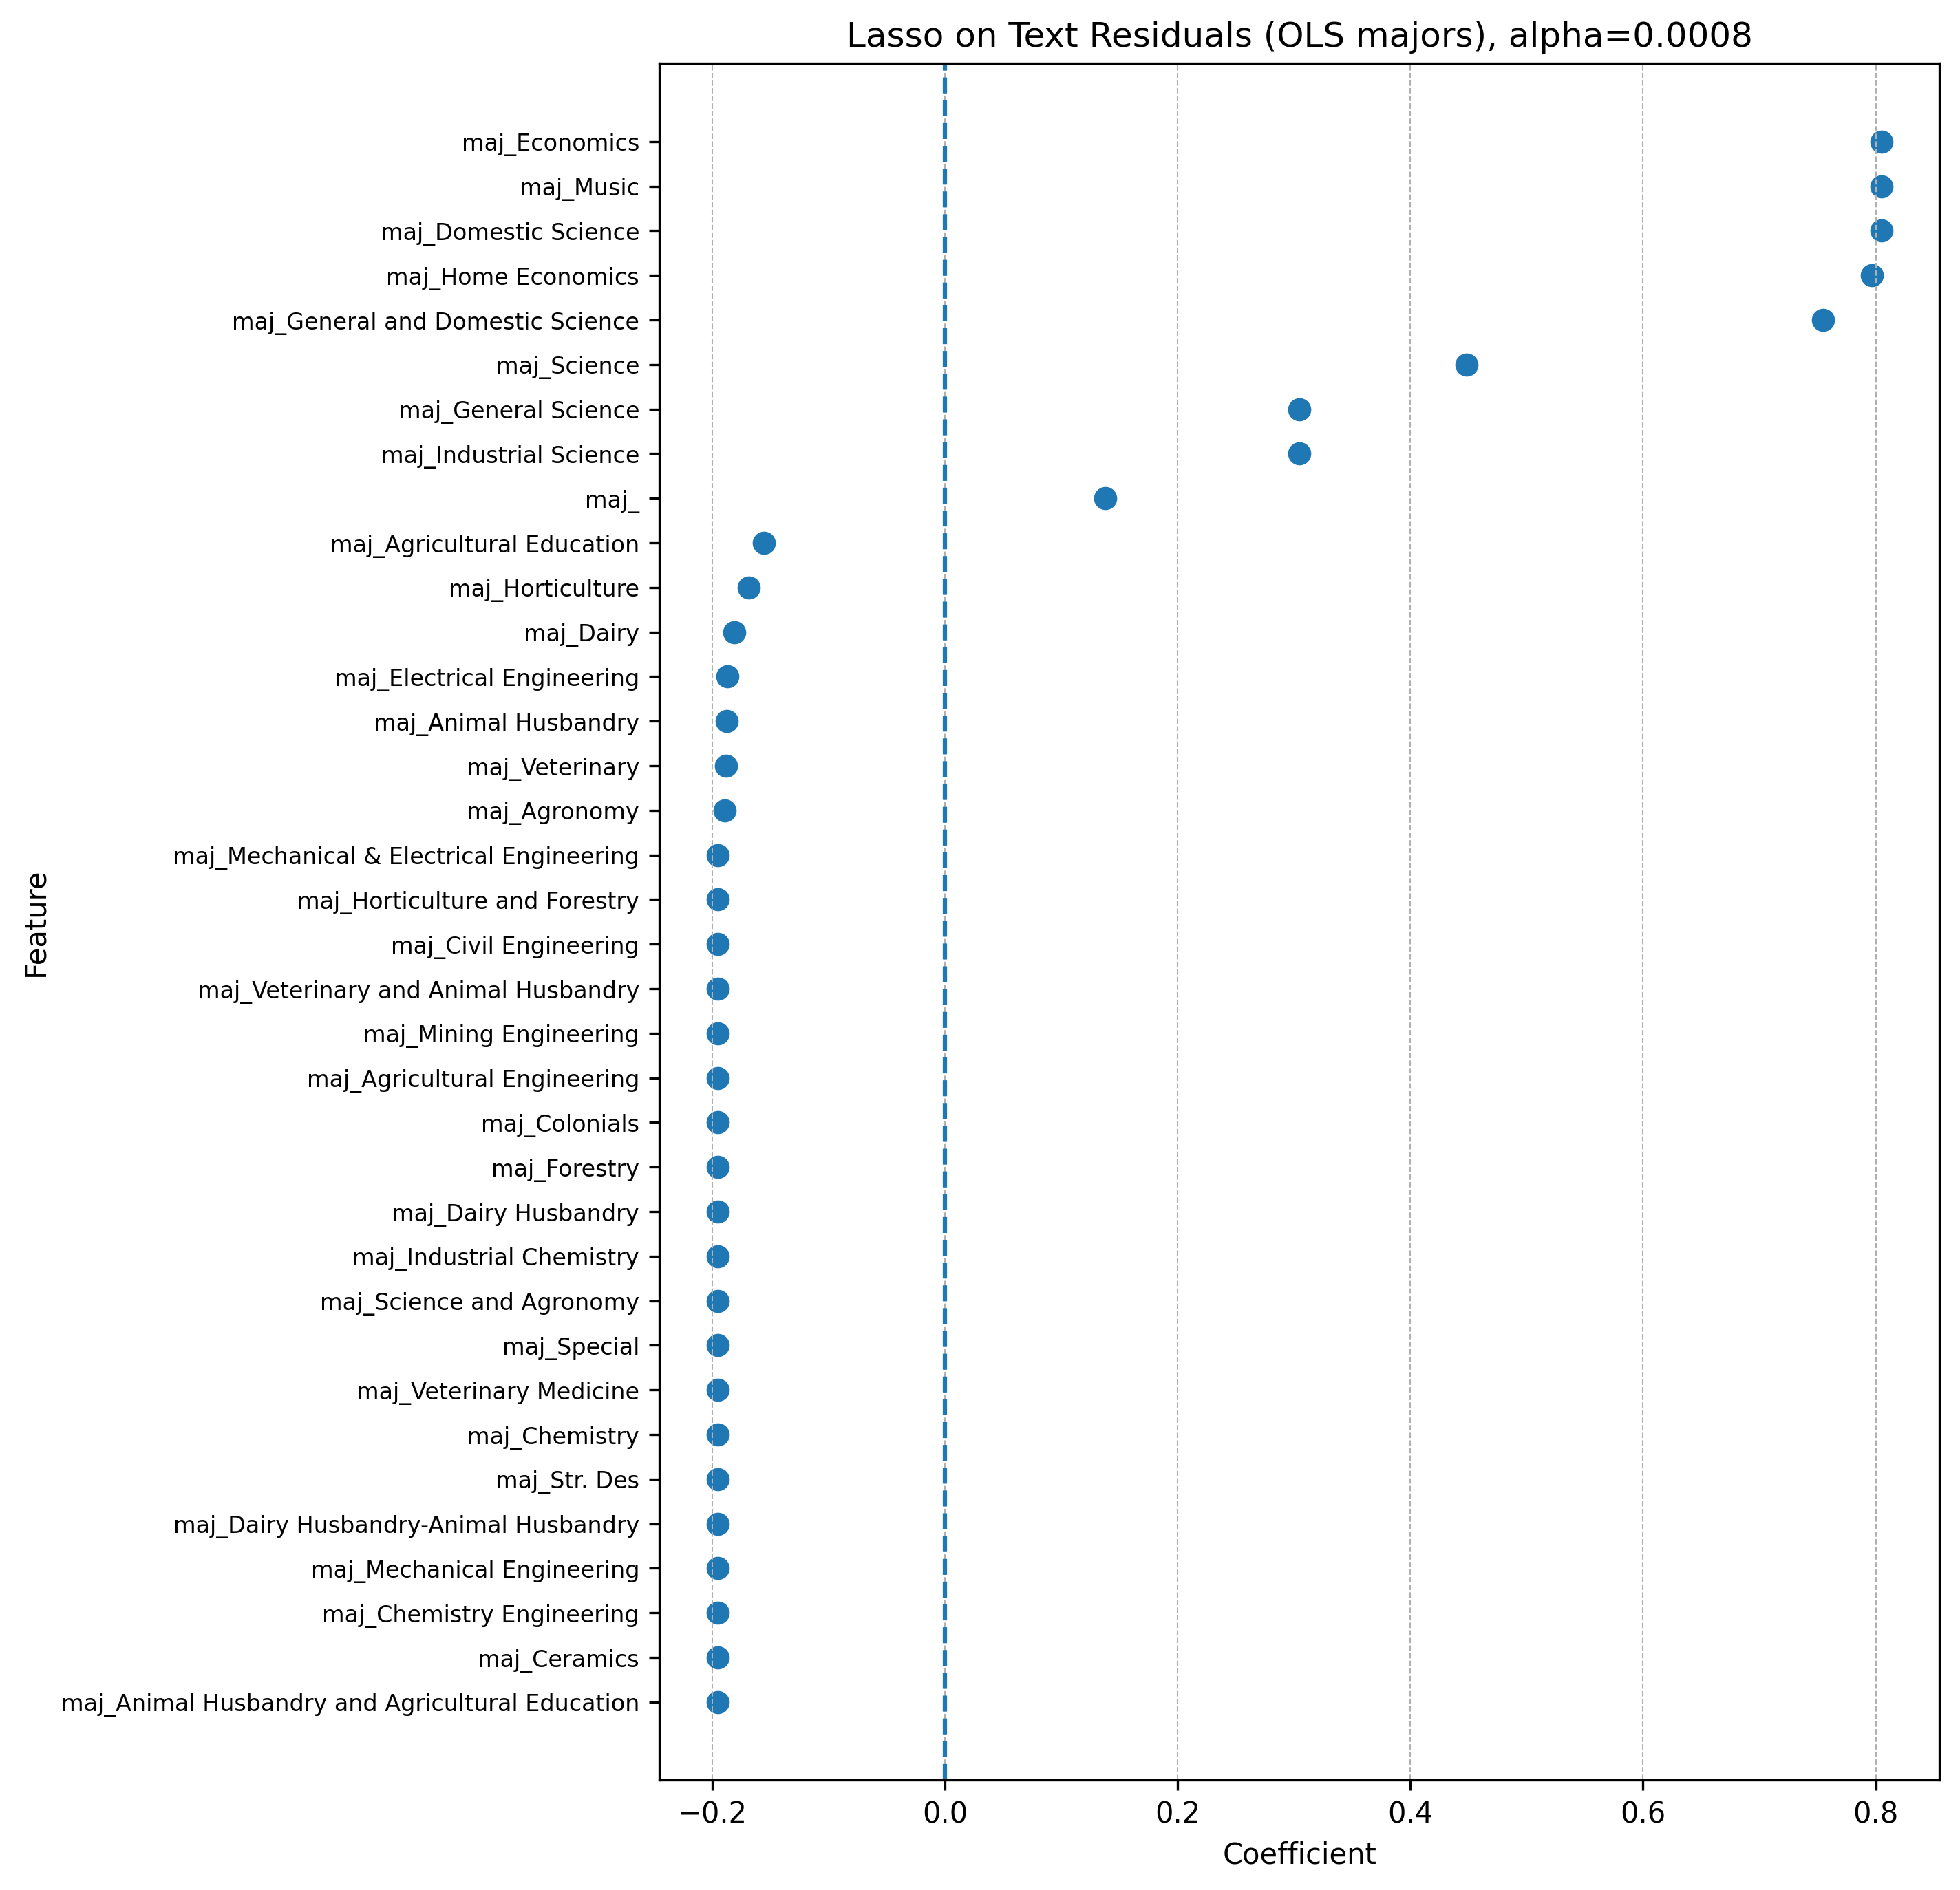 Lasso on Text Residuals (OLS majors), alpha=0.0008
maj_Economics
maj_Music
maj_Domestic Science
maj_Home Economics
maj_General and Domestic Science
maj_Science
maj_General Science
maj_Industrial Science
maj_
maj_Agricultural Education
maj_Horticulture
maj_Dairy
maj_Electrical Engineering
maj_Animal Husbandry
maj_Veterinary
maj_Agronomy
maj_Mechanical & Electrical Engineering
maj_Horticulture and Forestry
maj_Civil Engineering
maj_Veterinary and Animal Husbandry
maj_Mining Engineering
maj_Agricultural Engineering
maj_Colonials
maj_Forestry
maj_Dairy Husbandry
maj_Industrial Chemistry
maj_Science and Agronomy
maj_Special
maj_Veterinary Medicine
maj_Chemistry
maj_Str. Des
maj_Dairy Husbandry-Animal Husbandry
maj_Mechanical Engineering
maj_Chemistry Engineering
maj_Ceramics
maj_Animal Husbandry and Agricultural Education
Feature
−0.2 0.0 0.2 0.4 0.6 0.8
Coefficient